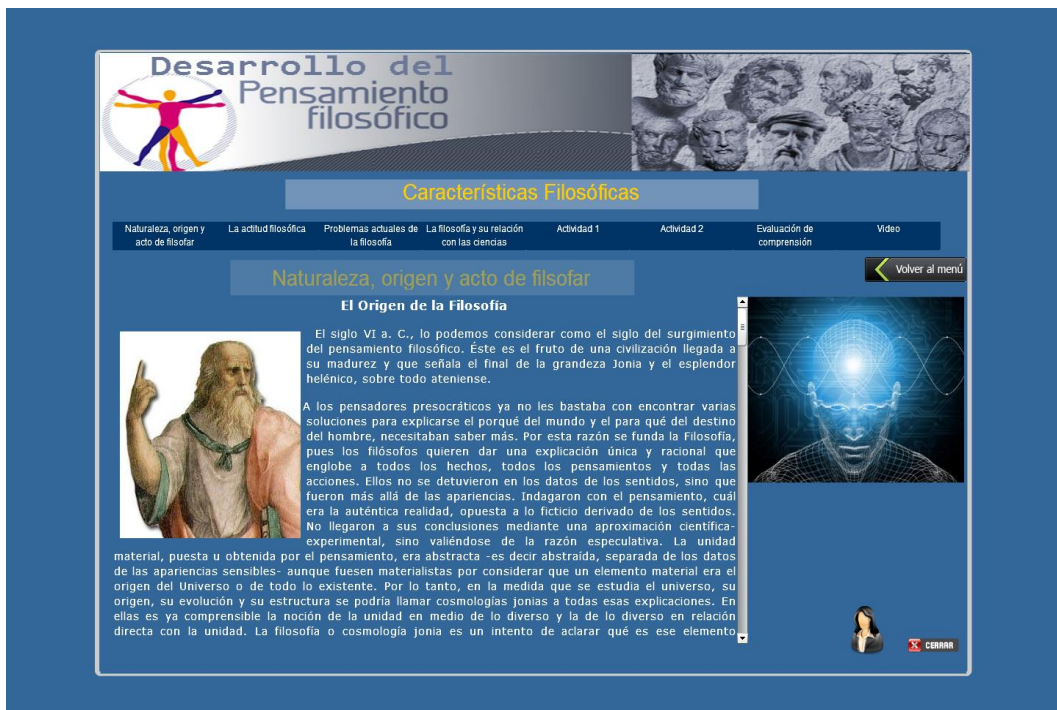 Desarrollo del
Pensamiento
filosófico
Características Filosóficas
Naturaleza, origen y
acto de filsofar
La actitud filosófica
Problemas actuales de
la filosofía
La filosofía y su relación
con las ciencias
Actividad 1
Actividad 2
Evaluación de
comprensión
Video
Volver al menú
Naturaleza, origen y acto de filsofar
El Origen de la Filosofía
El siglo VI a. C., lo podemos considerar como el siglo del surgimiento
del pensamiento filosófico. Éste es el fruto de una civilización llegada a
su madurez y que señala el final de la grandeza Jonia y el esplendor
helénico, sobre todo ateniense.
A los pensadores presocráticos ya no les bastaba con encontrar varias
soluciones para explicarse el porqué del mundo y el para qué del destino
del hombre, necesitaban saber más. Por esta razón se funda la Filosofía,
pues los filósofos quieren dar una explicación única y racional que
englobe a todos los hechos, todos los pensamientos y todas las
acciones. Ellos no se detuvieron en los datos de los sentidos, sino que
fueron más allá de las apariencias. Indagaron con el pensamiento, cuál
era la auténtica realidad, opuesta a lo ficticio derivado de los sentidos.
No llegaron a sus conclusiones mediante una aproximación científica-
experimental, sino valiéndose de la razón especulativa. La unidad
material, puesta u obtenida por el pensamiento, era abstracta -es decir abstraída, separada de los datos
de las apariencias sensibles- aunque fuesen materialistas por considerar que un elemento material era el
origen del Universo o de todo lo existente. Por lo tanto, en la medida que se estudia el universo, su
origen, su evolución y su estructura se podría llamar cosmologías jonias a todas esas explicaciones. En
ellas es ya comprensible la noción de la unidad en medio de lo diverso y la de lo diverso en relación
directa con la unidad. La filosofía o cosmología jonia es un intento de aclarar qué es ese elemento
CERRAR